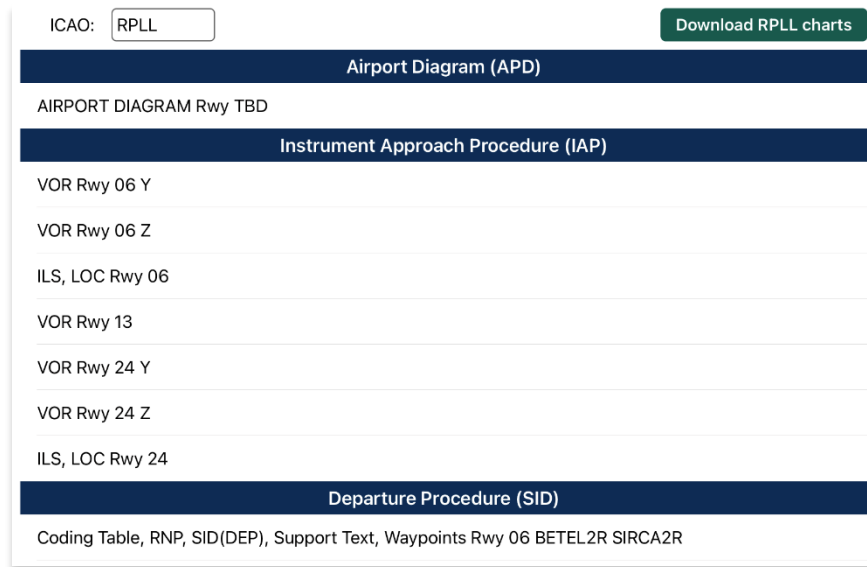 ICAO: RPLL Download RPLL charts
Airport Diagram (APD)
AIRPORT DIAGRAM Rwy TBD
Instrument Approach Procedure (IAP)
VOR Rwy 06 Y
VOR Rwy 06 Z
ILS, LOC Rwy 06
VOR Rwy 13
VOR Rwy 24 Y
VOR Rwy 24 Z
ILS, LOC Rwy 24
Departure Procedure (SID)
Coding Table, RNP, SID(DEP), Support Text, Waypoints Rwy 06 BETEL2R SIRCA2R